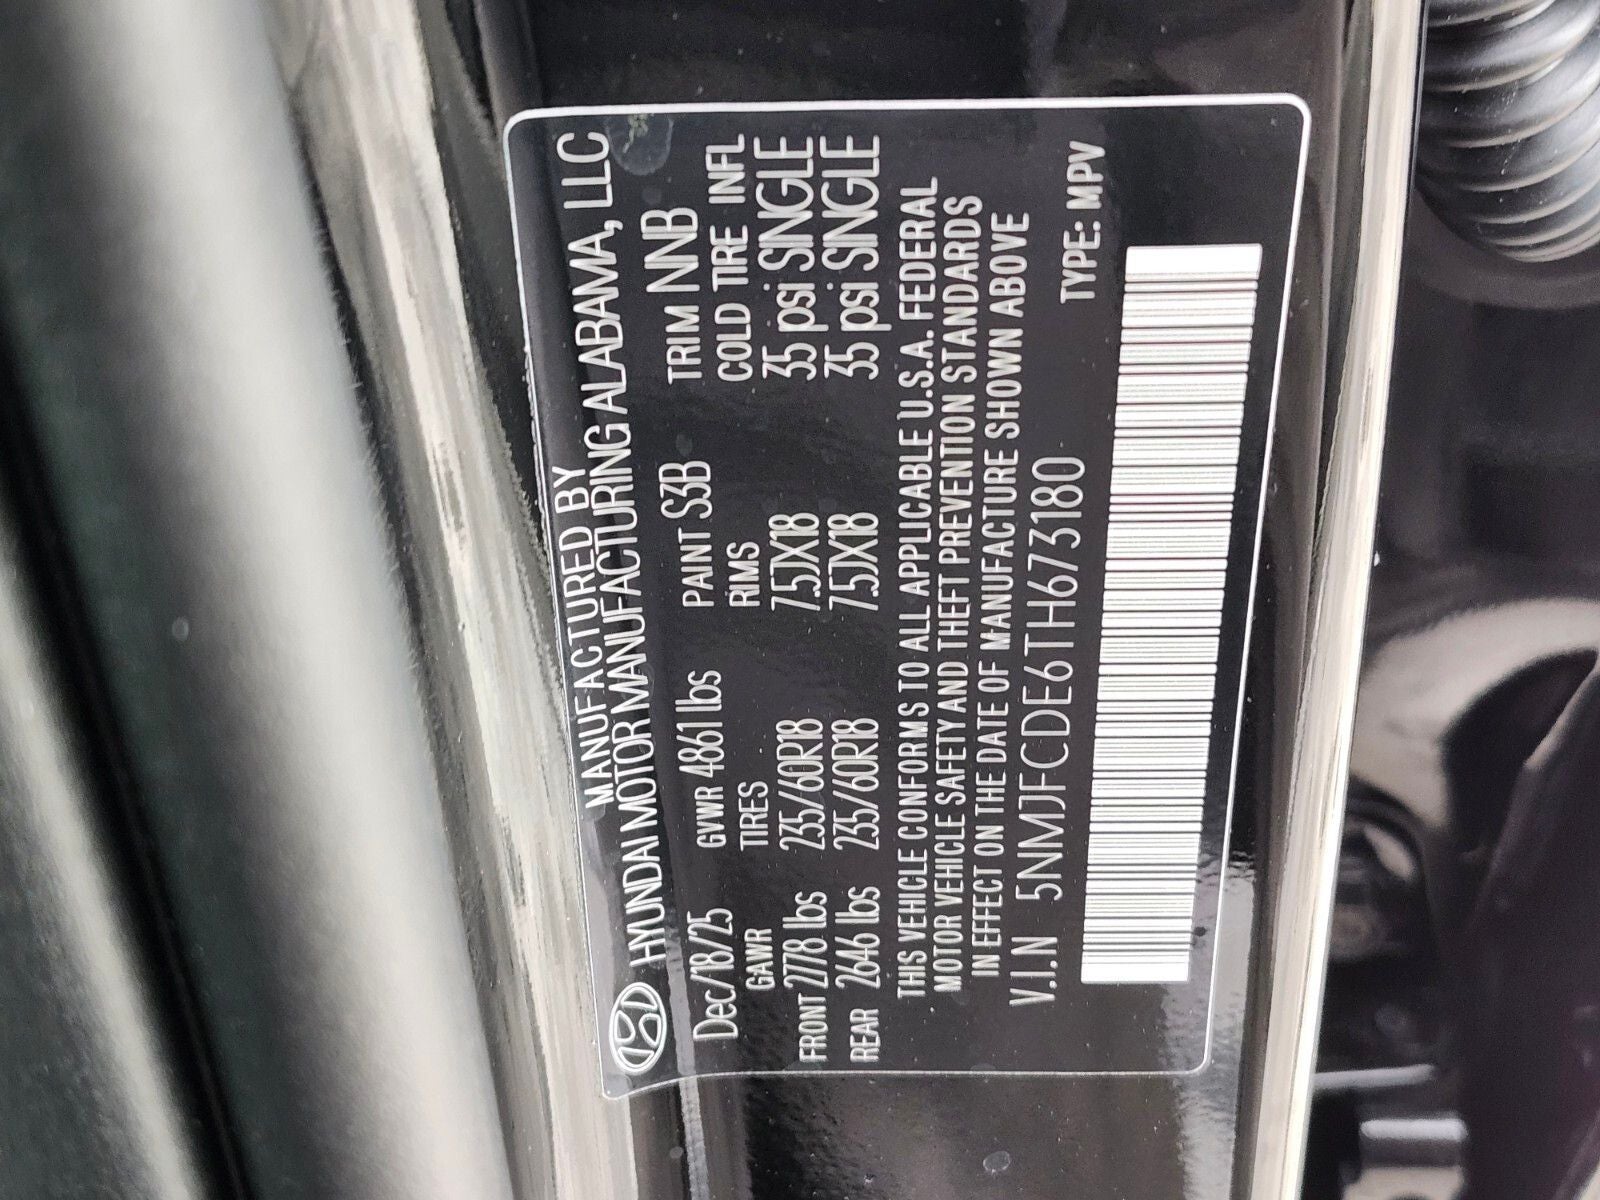 MANUFACTURED BY
HYUNDAI MOTOR MANUFACTURING ALABAMA, LLC
Dec/18/25 GVWR 4861 lbs PAINT S3B TRIM NNB
GAWR TIRES RIMS COLD TIRE INFL
FRONT 2778 lbs 235/60R18 7.5JX18 35 psi SINGLE
REAR 2646 lbs 235/60R18 7.5JX18 35 psi SINGLE
THIS VEHICLE CONFORMS TO ALL APPLICABLE U.S.A. FEDERAL
MOTOR VEHICLE SAFETY AND THEFT PREVENTION STANDARDS
IN EFFECT ON THE DATE OF MANUFACTURE SHOWN ABOVE
V.I.N 5NMJFCDE6TH673180 TYPE: MPV